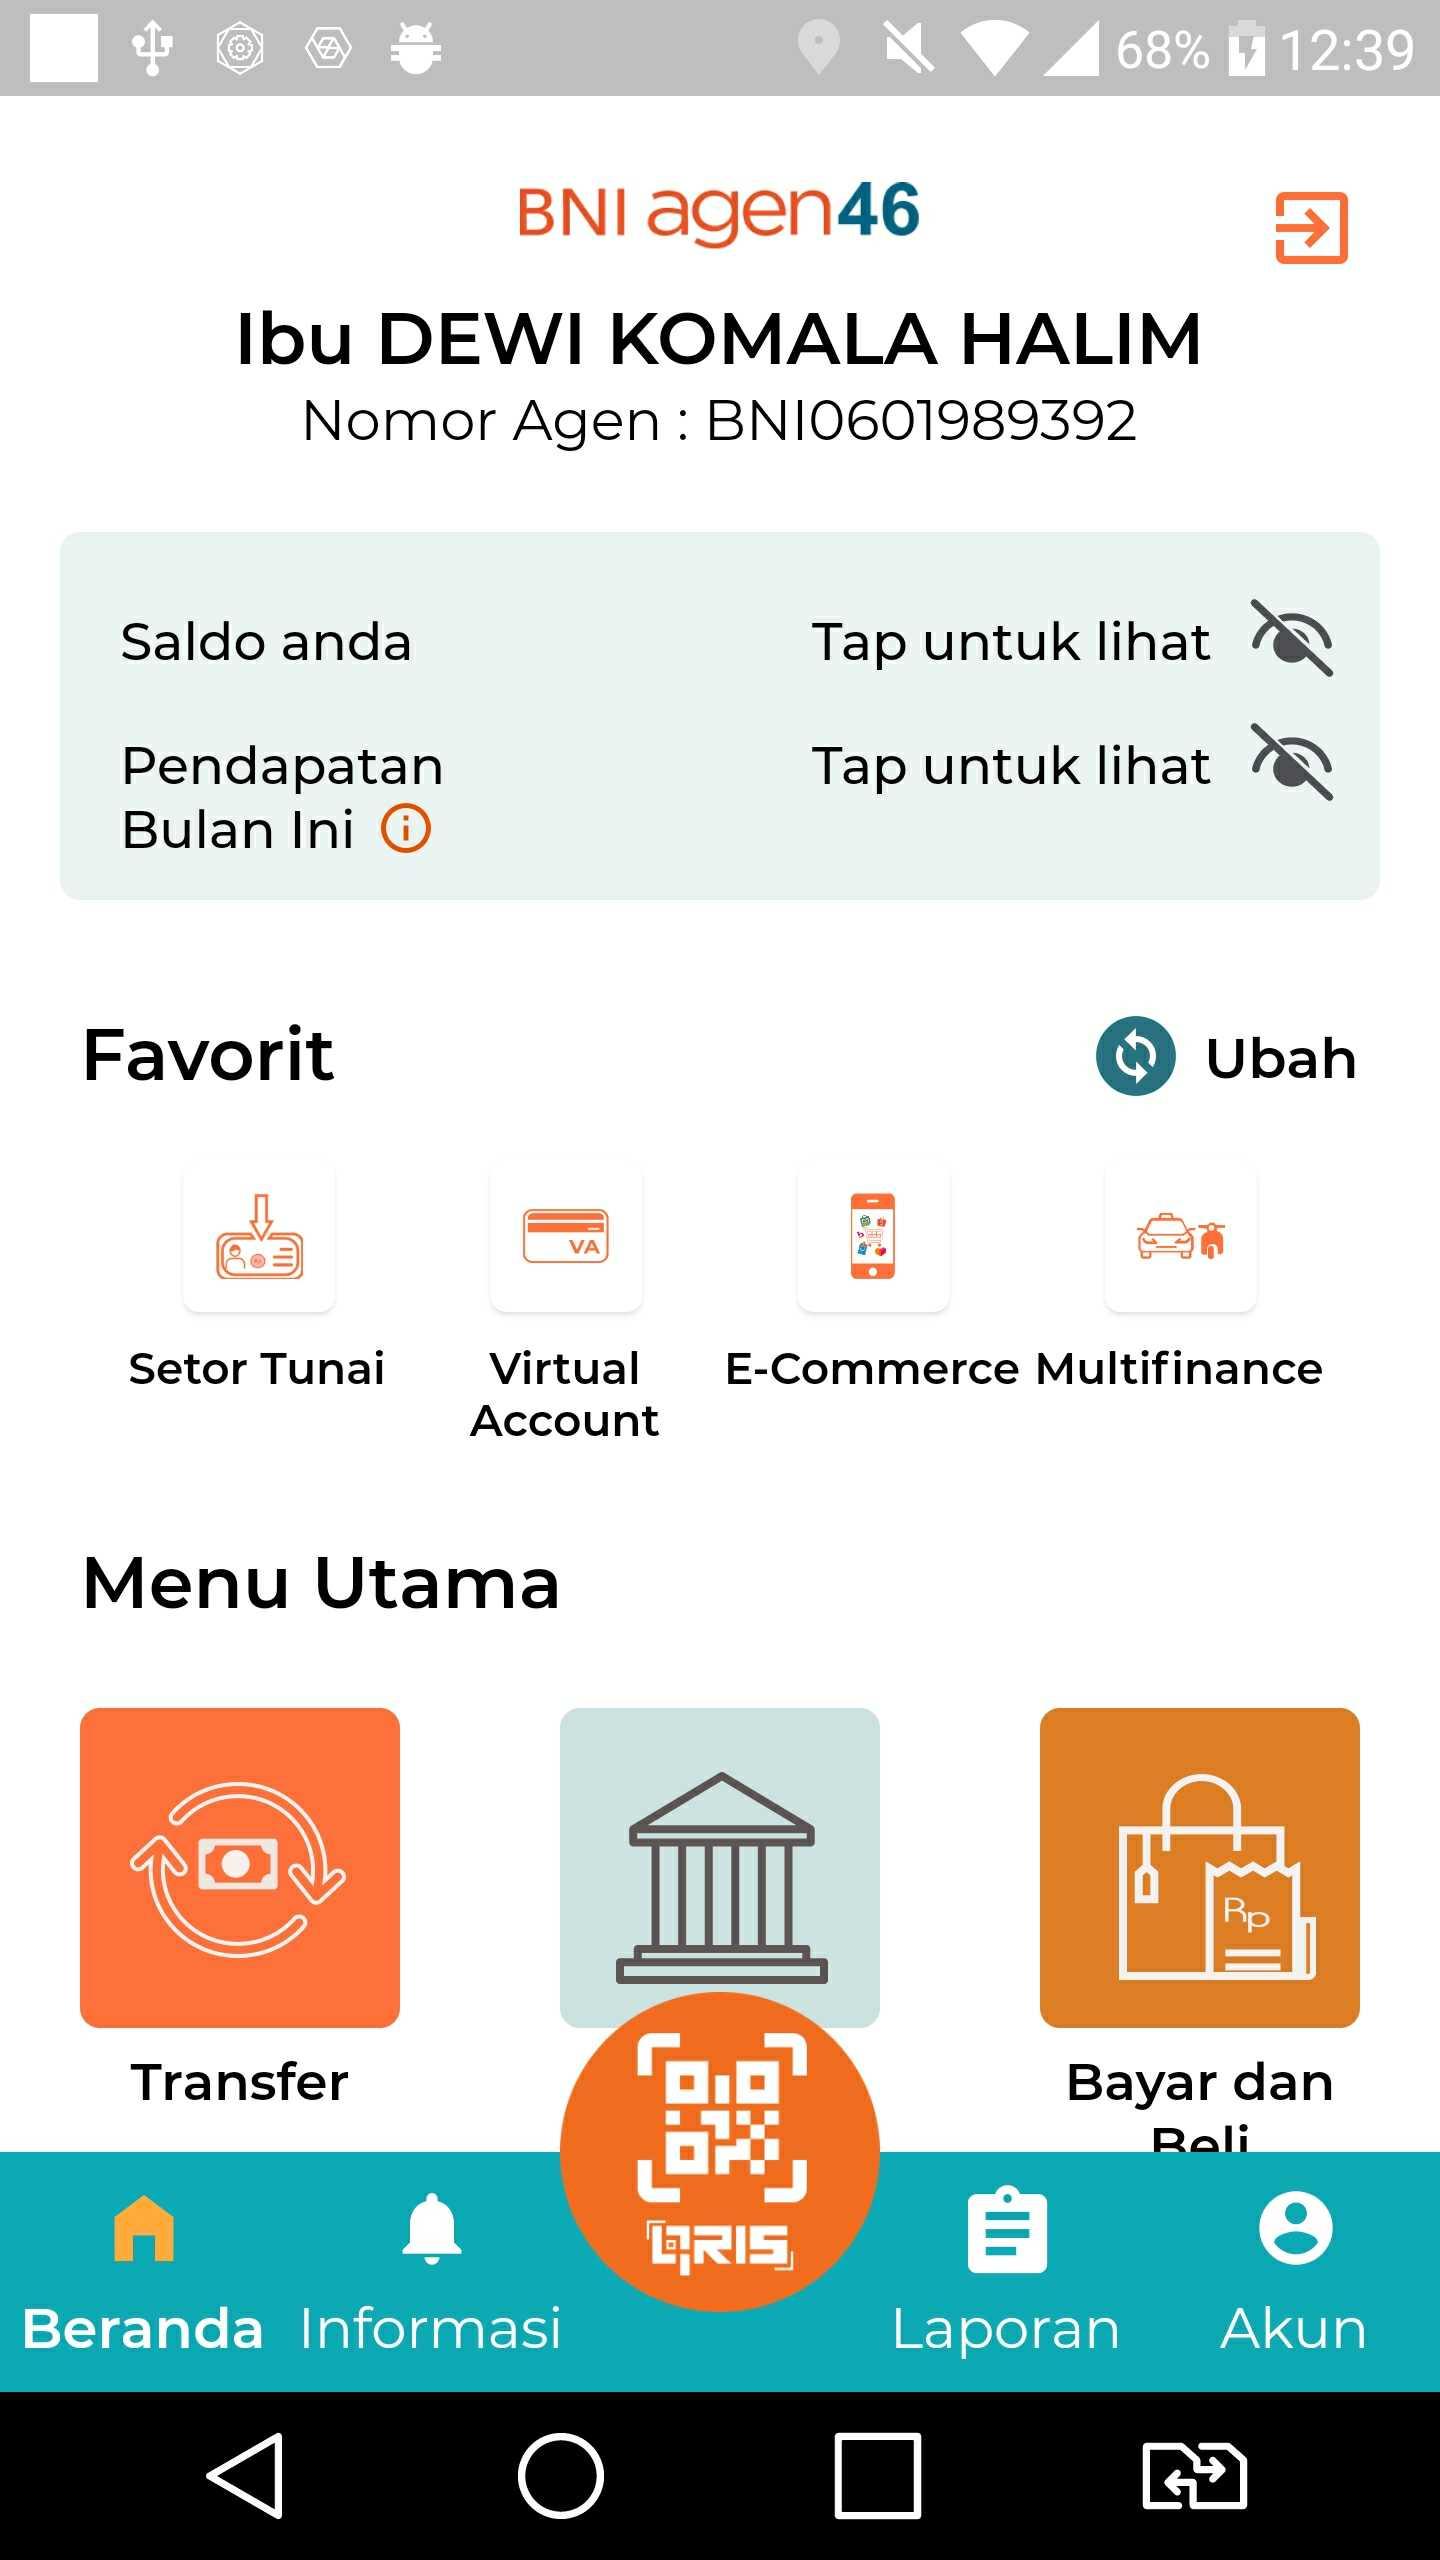 68% 12:39
BNI agen46
Ibu DEWI KOMALA HALIM
Nomor Agen : BNI0601989392
Saldo anda Tap untuk lihat
Pendapatan Tap untuk lihat
Bulan Ini
Favorit Ubah
VA
Setor Tunai Virtual E-Commerce Multifinance
Account
Menu Utama
Rp
Transfer Bayar dan
Beli
QRIS
Beranda Informasi Laporan Akun